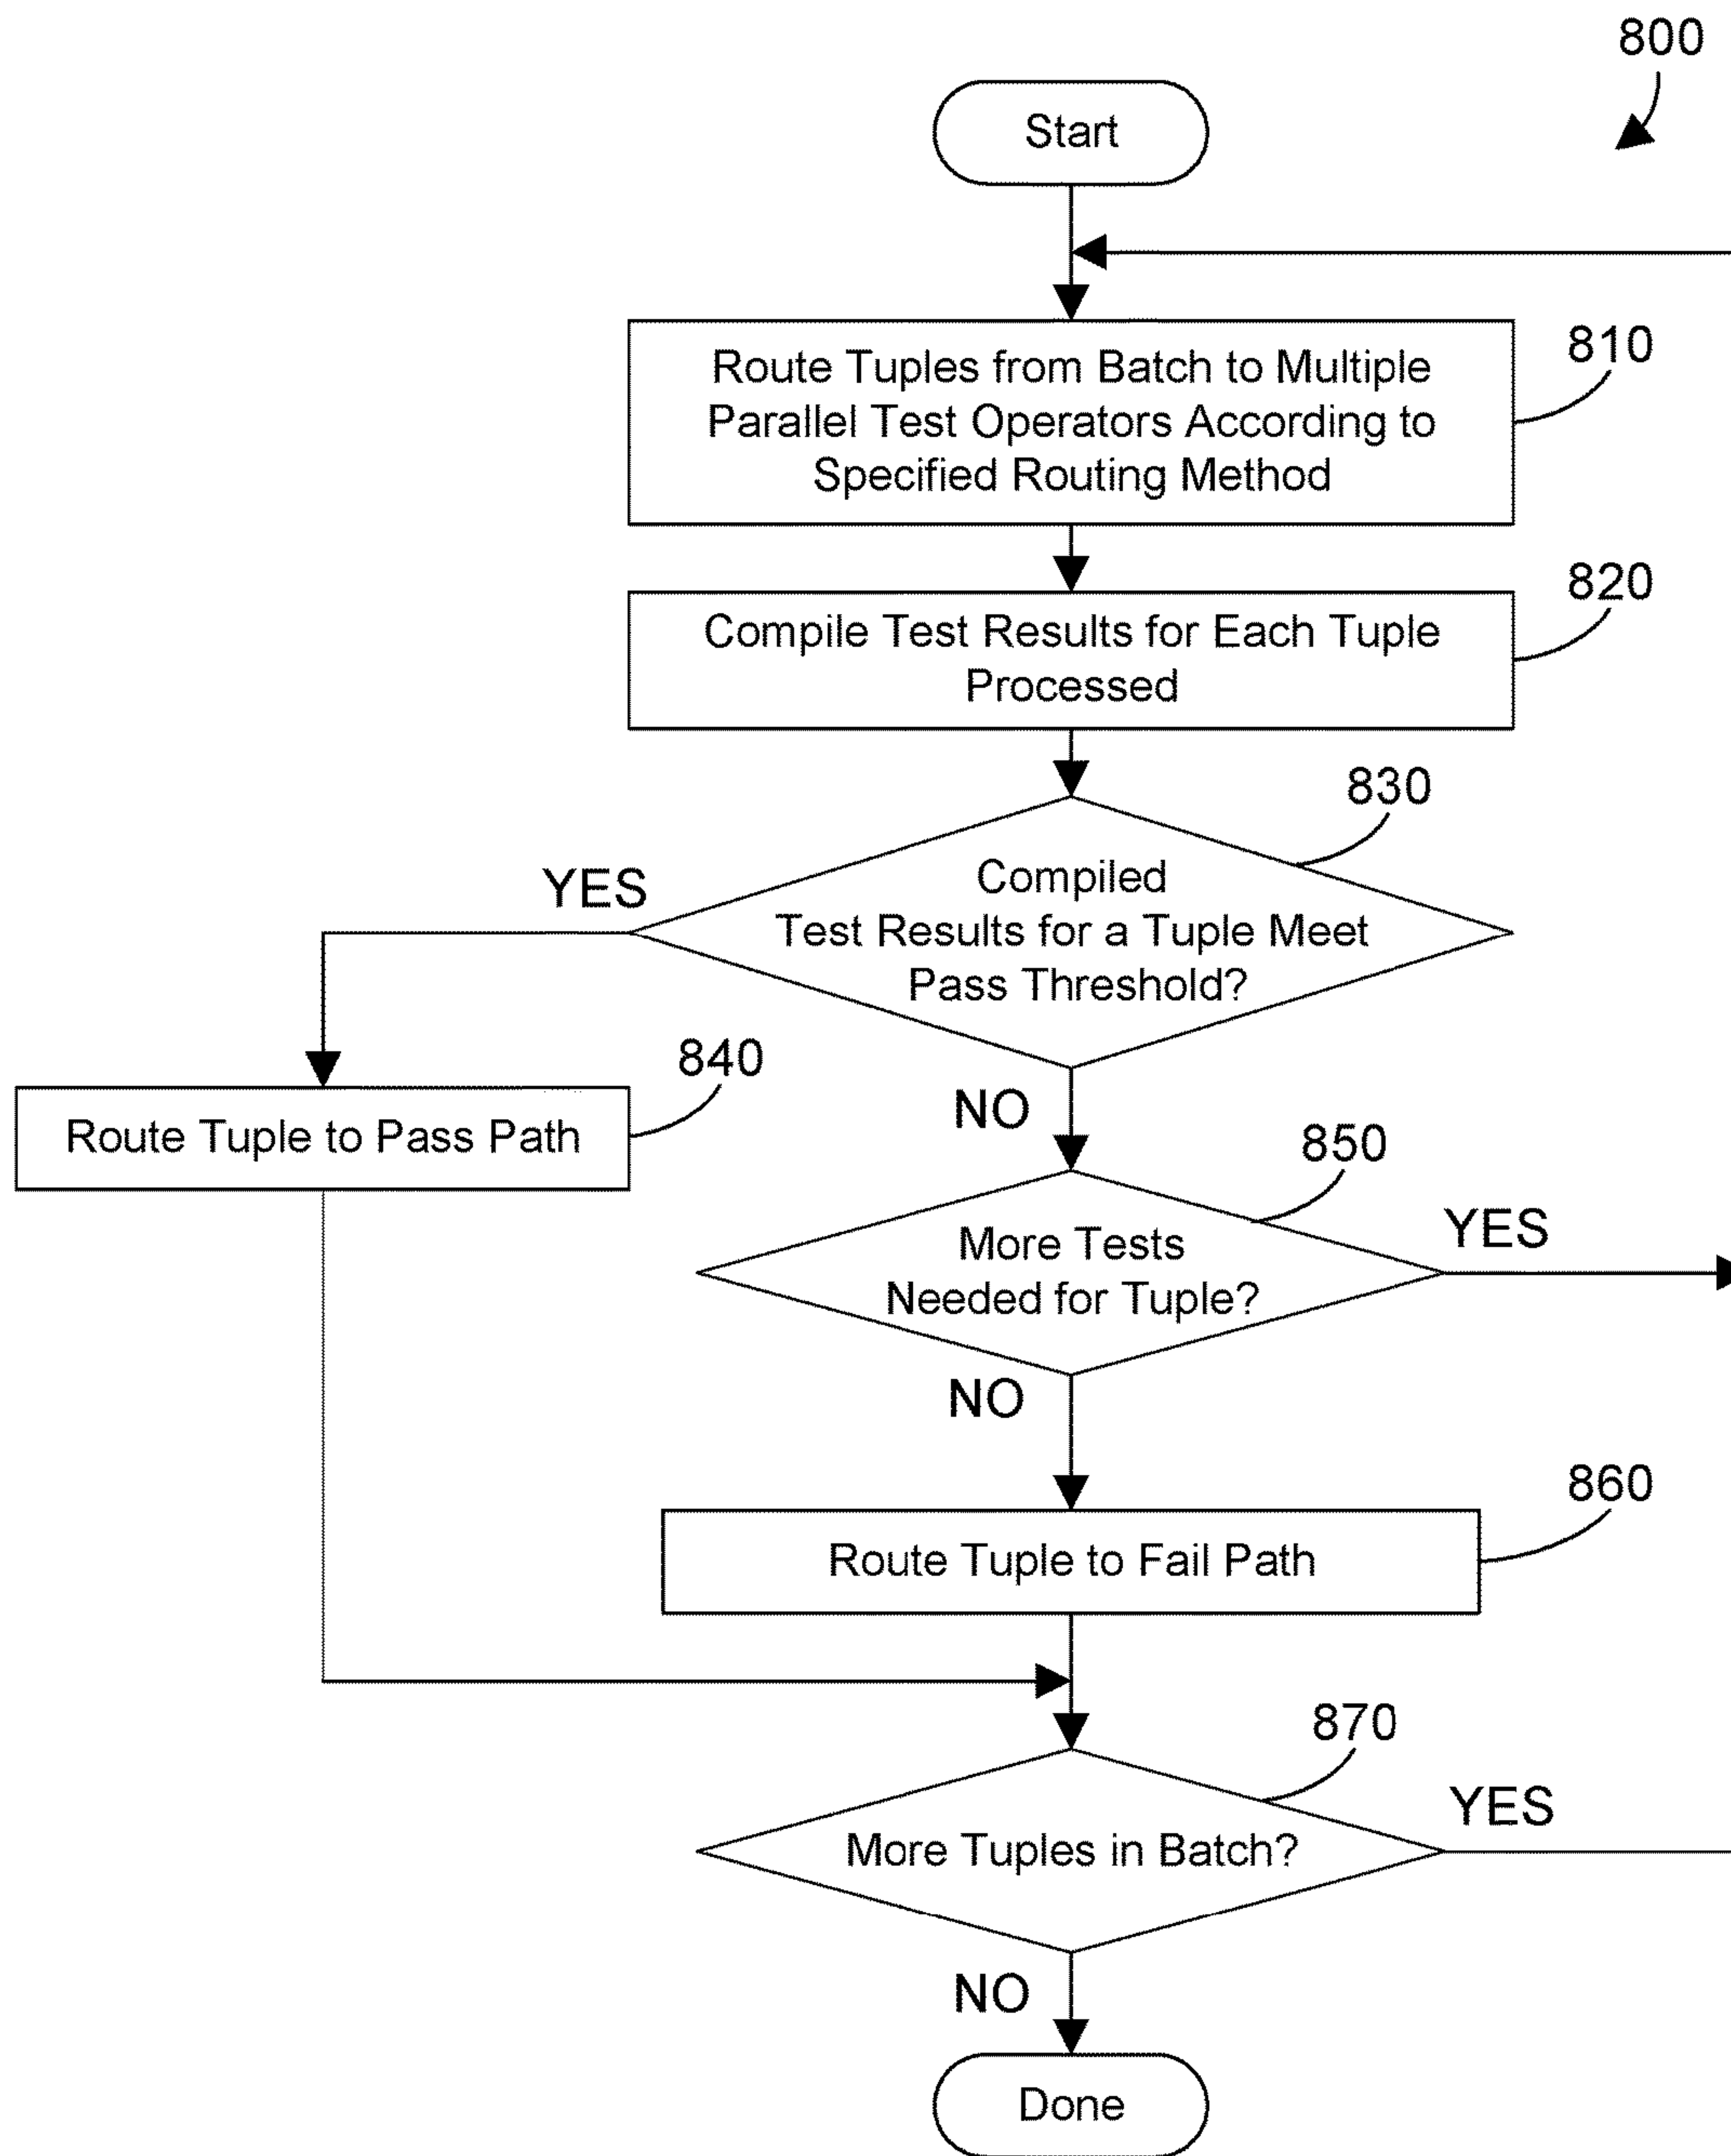 800
Start
810
Route Tuples from Batch to Multiple
Parallel Test Operators According to
Specified Routing Method
820
Compile Test Results for Each Tuple
Processed
830
Compiled
Test Results for a Tuple Meet
Pass Threshold?
YES
840
Route Tuple to Pass Path
NO
850
More Tests
Needed for Tuple?
YES
NO
860
Route Tuple to Fail Path
870
More Tuples in Batch?
YES
NO
Done